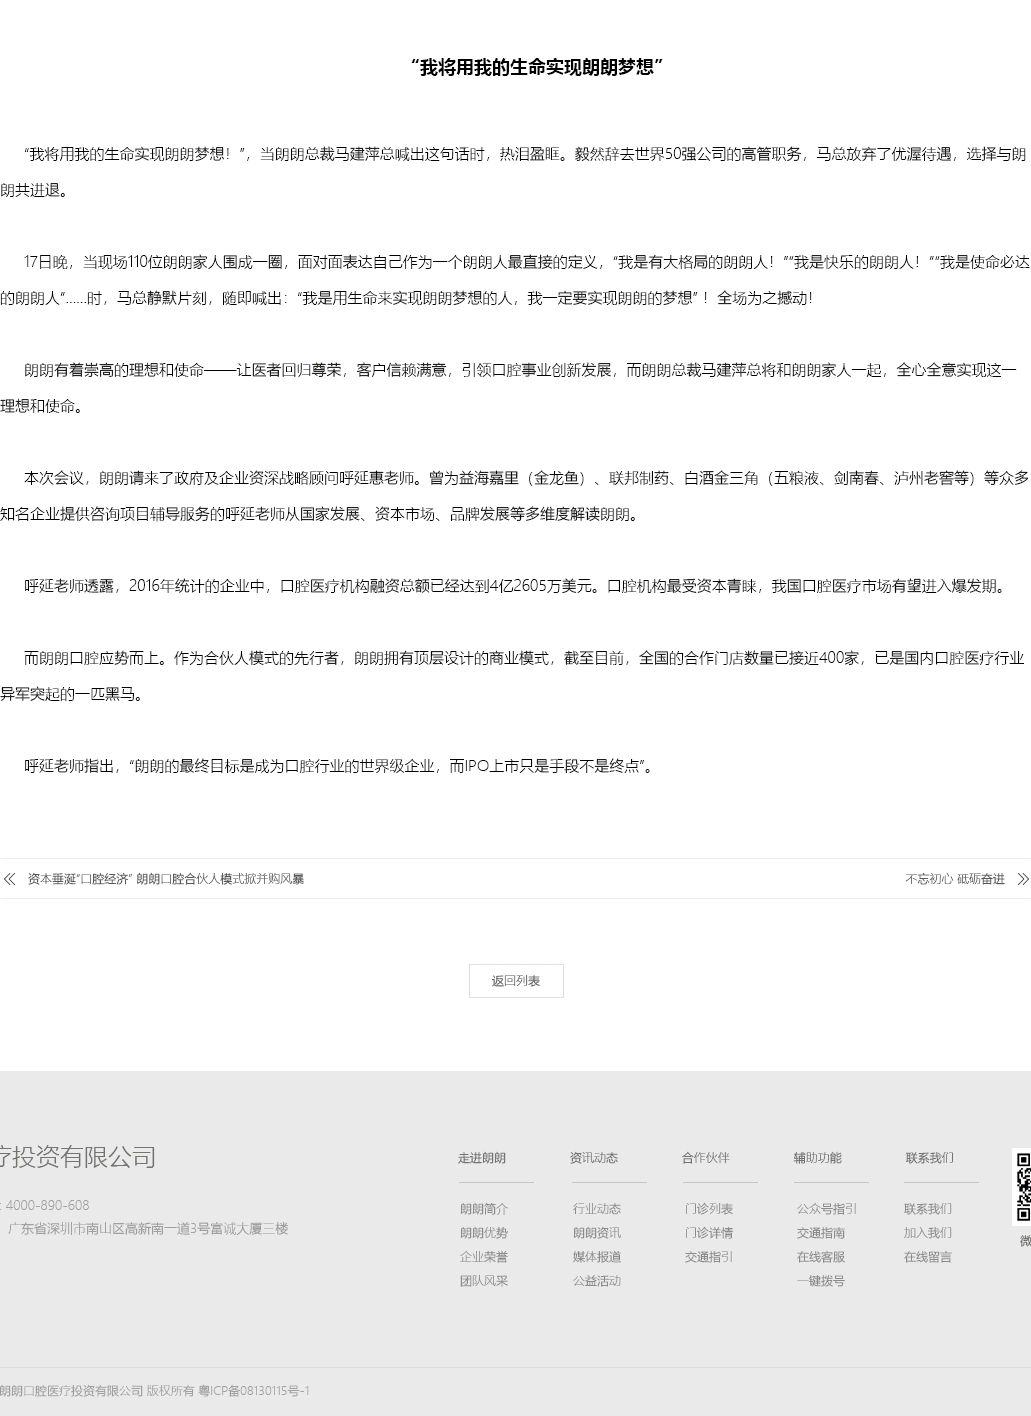 “我将用我的生命实现朗朗梦想”
“我将用我的生命实现朗朗梦想！”，当朗朗总裁马建萍总喊出这句话时，热泪盈眶。毅然辞去世界50强公司的高管职务，马总放弃了优渥待遇，选择与朗
朗共进退。
17日晚，当现场110位朗朗家人围成一圈，面对面表达自己作为一个朗朗人最直接的定义，“我是有大格局的朗朗人！”“我是快乐的朗朗人！““我是使命必达
的朗朗人“……时，马总静默片刻，随即喊出：“我是用生命来实现朗朗梦想的人，我一定要实现朗朗的梦想”！全场为之撼动！
朗朗有着崇高的理想和使命——让医者回归尊荣，客户信赖满意，引领口腔事业创新发展，而朗朗总裁马建萍总将和朗朗家人一起，全心全意实现这一
理想和使命。
本次会议，朗朗请来了政府及企业资深战略顾问呼延惠老师。曾为益海嘉里（金龙鱼）、联邦制药、白酒金三角（五粮液、剑南春、泸州老窖等）等众多
知名企业提供咨询项目辅导服务的呼延老师从国家发展、资本市场、品牌发展等多维度解读朗朗。
呼延老师透露，2016年统计的企业中，口腔医疗机构融资总额已经达到4亿2605万美元。口腔机构最受资本青睐，我国口腔医疗市场有望进入爆发期。
而朗朗口腔应势而上。作为合伙人模式的先行者，朗朗拥有顶层设计的商业模式，截至目前，全国的合作门店数量已接近400家，已是国内口腔医疗行业
异军突起的一匹黑马。
呼延老师指出，“朗朗的最终目标是成为口腔行业的世界级企业，而IPO上市只是手段不是终点”。
资本垂涎“口腔经济” 朗朗口腔合伙人模式掀并购风暴
不忘初心 砥砺奋进
返回列表
疗投资有限公司
: 4000-890-608
广东省深圳市南山区高新南一道3号富诚大厦三楼
走进朗朗 资讯动态 合作伙伴 辅助功能 联系我们
朗朗简介 行业动态 门诊列表 公众号指引 联系我们
朗朗优势 朗朗资讯 门诊详情 交通指南 加入我们
企业荣誉 媒体报道 交通指引 在线客服 在线留言
团队风采 公益活动 一键拨号
微
朗朗口腔医疗投资有限公司 版权所有 粤ICP备08130115号-1